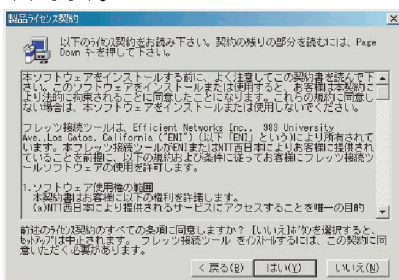 製品ライセンス契約
以下のライセンス契約をお読み下さい。契約の残りの部分を読むには、Page
Down キーを押して下さい。
本ソフトウェアをインストールする前に、よく注意してこの契約書を読んで下
さい。このソフトウェアをインストールまたは使用すると、お客様は本契約に
より法的に拘束されることに同意したことになります。これらの規約に同意し
ない場合は、本ソフトウェアをインストールまたは使用しないでください。
フレッツ接続ツールは、Efficient Networks Inc., 983 University
Ave.,Los Gatos, California ("ENI") (以下「ENI」という)により所有されて
います。本フレッツ接続ツールがENIまたはNTT西日本によりお客様に提供され
ていることを前提に、以下の規約および条件に従ってお客様にフレッツ接続ツ
ールソフトウェアの使用を許可します。
1.ソフトウェア使用権の範囲
本契約書はお客様に以下の権利を許諾します。
(a)NTT西日本により提供されるサービスにアクセスすることを唯一の目的
前述のライセンス契約のすべての条項に同意しますか? [いいえ]ボタンを選択すると、
セットアップは中止されます。 フレッツ接続ツール をインストールするには、この契約に同
意いただく必要があります。
< 戻る(B) はい(Y) いいえ(N)